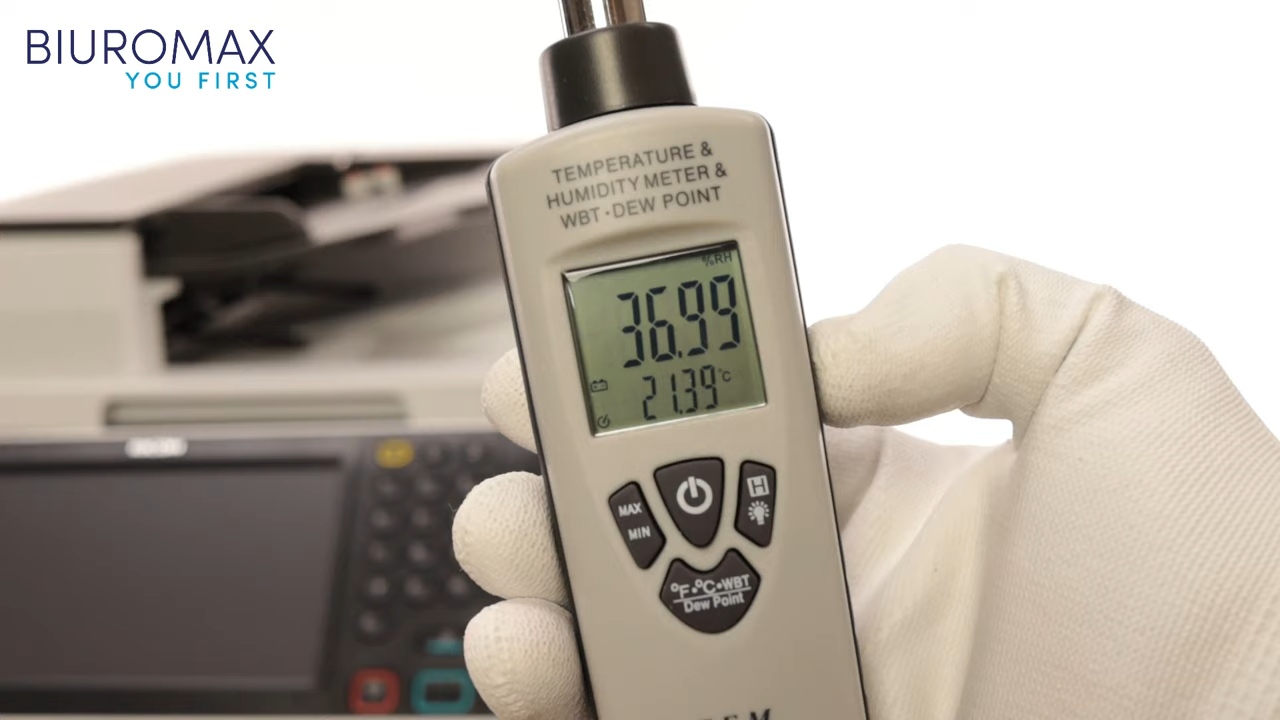 BIUROMAX
YOU FIRST
TEMPERATURE &
HUMIDITY METER &
WBT · DEW POINT
%RH
36.99
21.39 °C
MAX
MIN
H
°F•°C•WBT
Dew Point